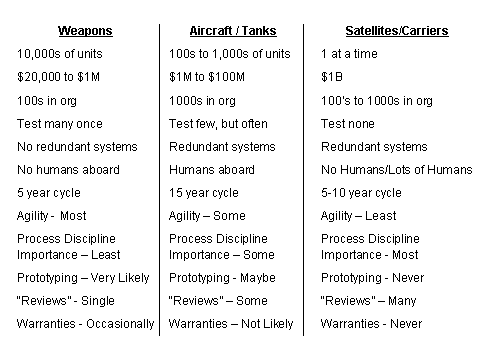 Weapons
10,000s of units
$20,000 to $1M
100s in org
Test many once
No redundant systems
No humans aboard
5 year cycle
Agility - Most
Process Discipline
Importance – Least
Prototyping – Very Likely
"Reviews" - Single
Warranties - Occasionally
Aircraft / Tanks
100s to 1,000s of units
$1M to $100M
1000s in org
Test few, but often
Redundant systems
Humans aboard
15 year cycle
Agility – Some
Process Discipline
Importance – Some
Prototyping - Maybe
"Reviews" – Some
Warranties – Not Likely
Satellites/Carriers
1 at a time
$1B
100's to 1000s in org
Test none
Redundant systems
No Humans/Lots of Humans
5-10 year cycle
Agility – Least
Process Discipline
Importance - Most
Prototyping - Never
"Reviews" – Many
Warranties - Never